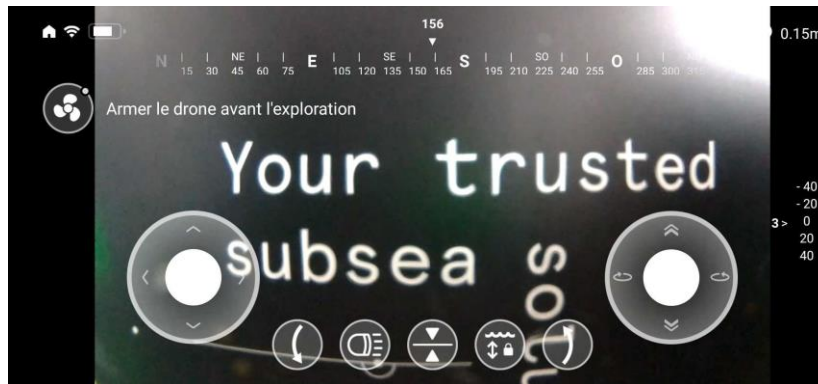 156
0.15m
N 15 30 NE 45 60 75 E 105 120 SE 135 150 165 S 195 210 SO 225 240 255 O 285 300
Armer le drone avant l'exploration
Your trusted
subsea
- 40
- 20
3 > 0
20
40